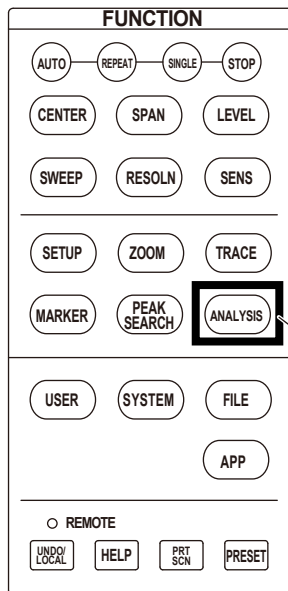 FUNCTION
AUTO REPEAT SINGLE STOP
CENTER SPAN LEVEL
SWEEP RESOLN SENS
SETUP ZOOM TRACE
MARKER PEAK SEARCH ANALYSIS
USER SYSTEM FILE
APP
REMOTE
UNDO/LOCAL HELP PRT SCN PRESET